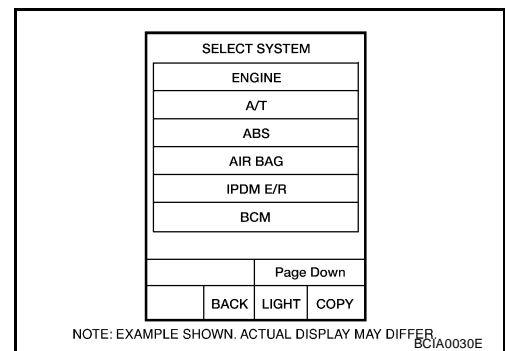 SELECT SYSTEM
ENGINE
A/T
ABS
AIR BAG
IPDM E/R
BCM
Page Down
BACK LIGHT COPY
NOTE: EXAMPLE SHOWN. ACTUAL DISPLAY MAY DIFFER.
BCIA0030E